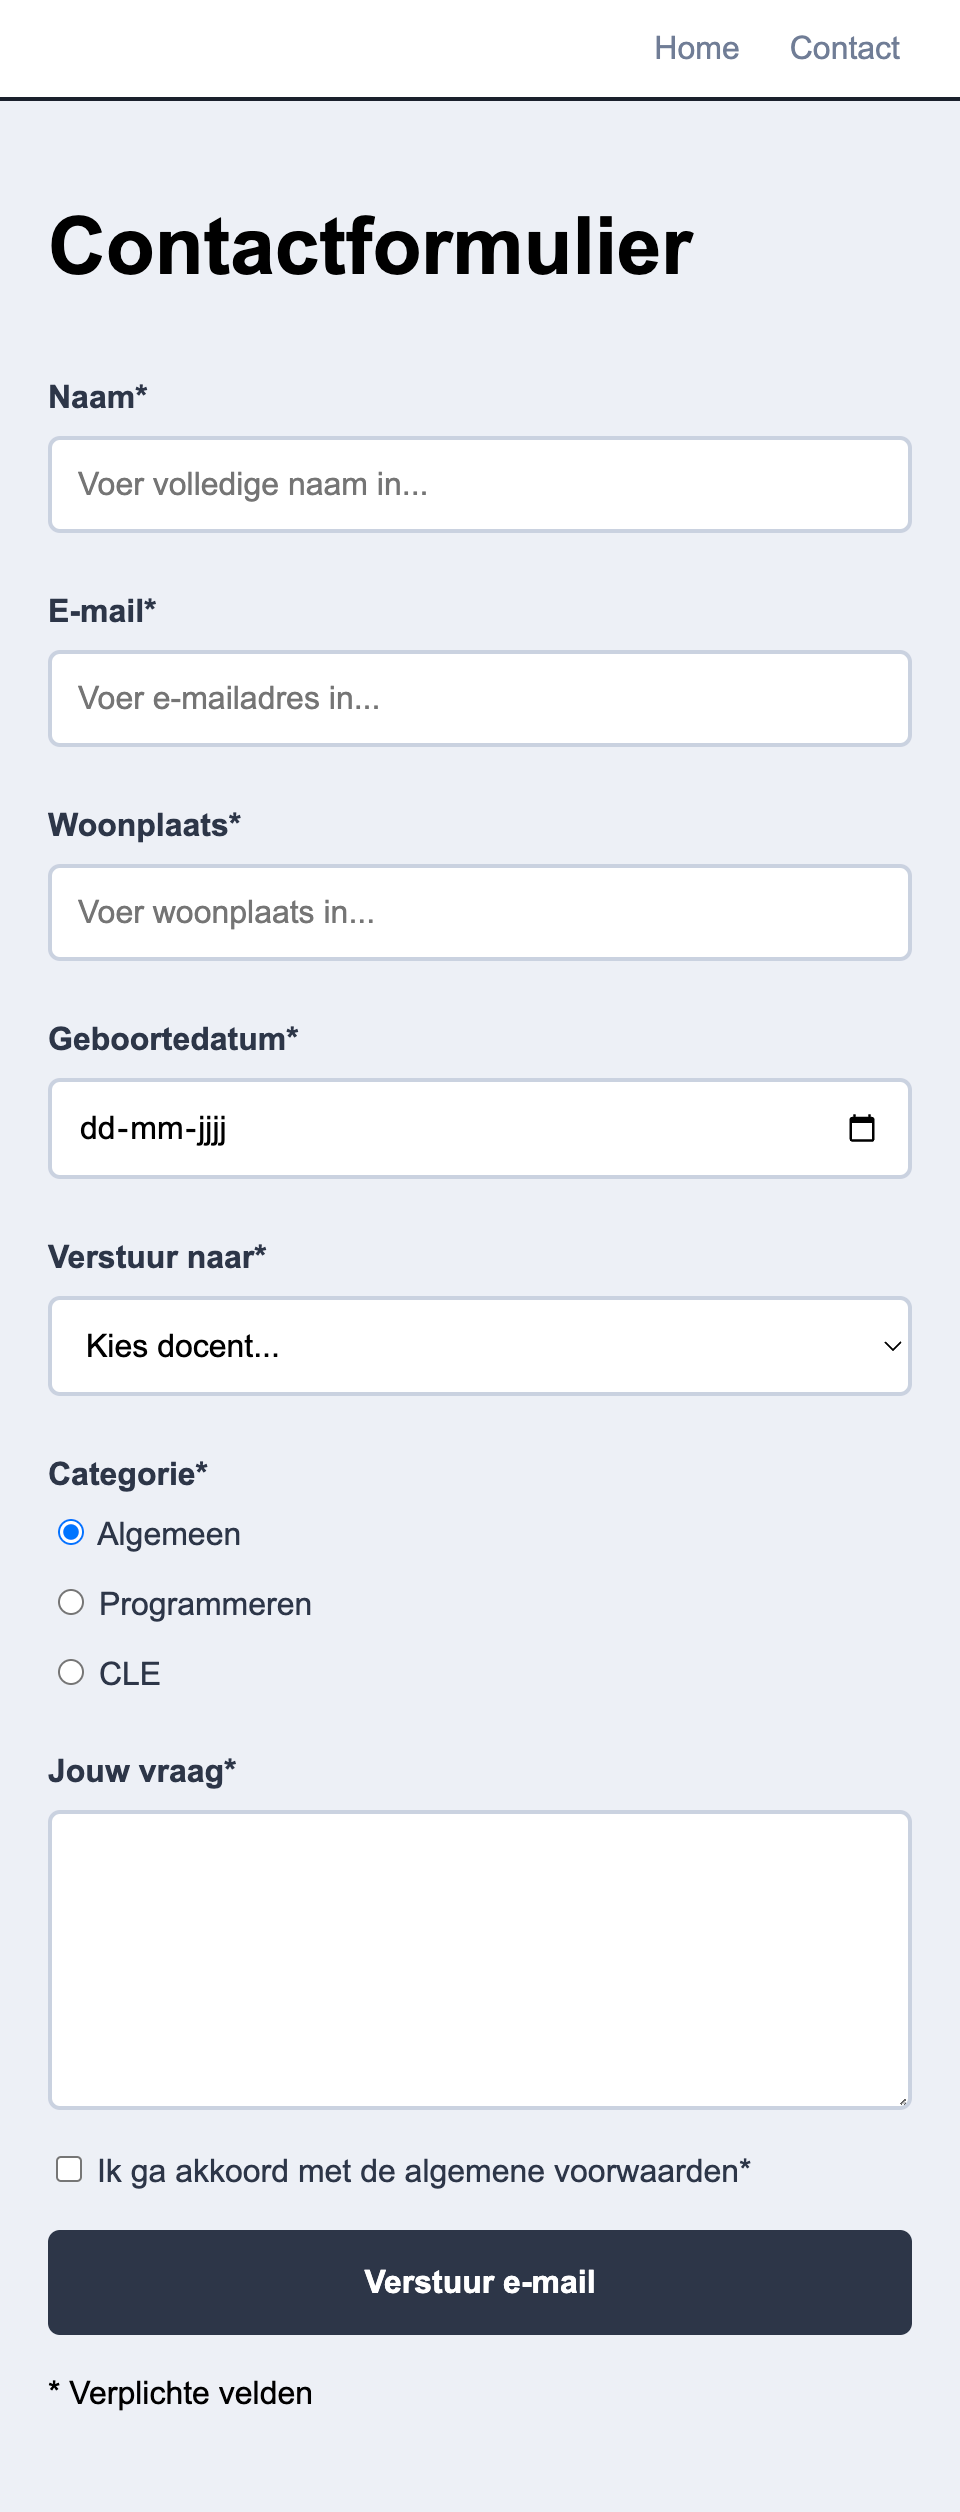 Home Contact
Contactformulier
Naam*
Voer volledige naam in...
E-mail*
Voer e-mailadres in...
Woonplaats*
Voer woonplaats in...
Geboortedatum*
dd-mm-jjjj
Verstuur naar*
Kies docent...
Categorie*
Algemeen
Programmeren
CLE
Jouw vraag*
Ik ga akkoord met de algemene voorwaarden*
Verstuur e-mail
* Verplichte velden